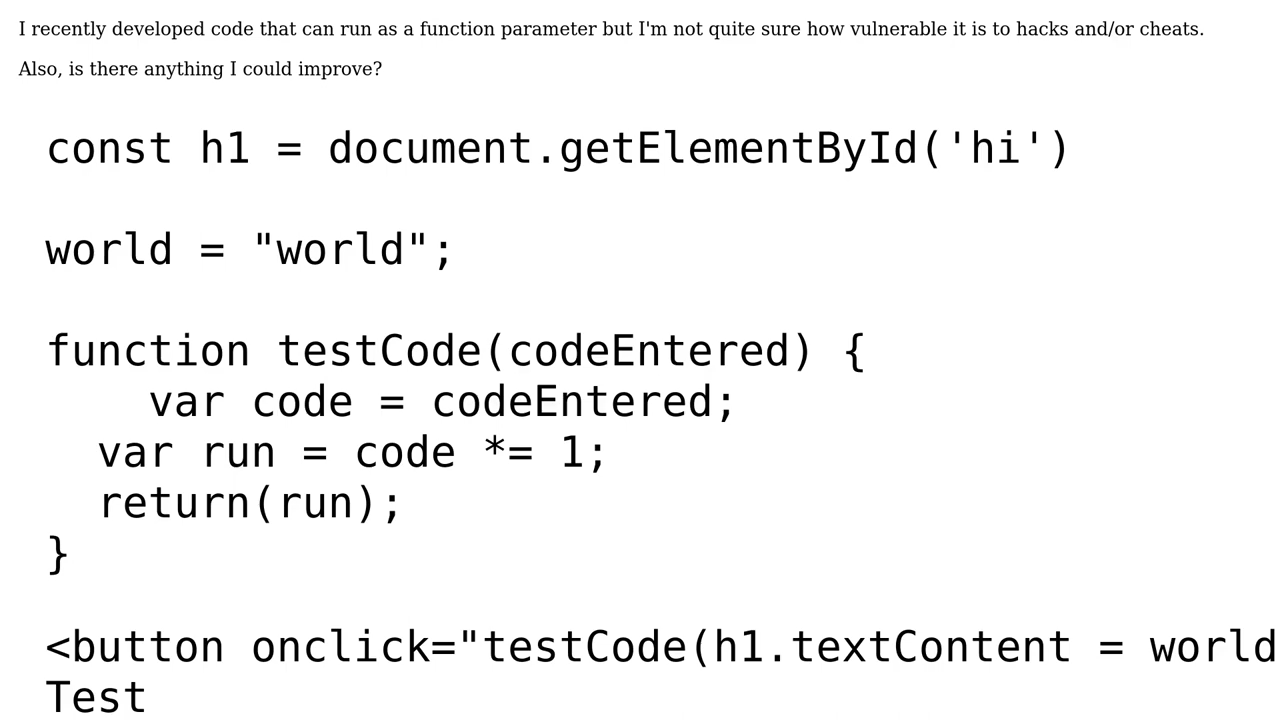 I recently developed code that can run as a function parameter but I'm not quite sure how vulnerable it is to hacks and/or cheats.
Also, is there anything I could improve?
const h1 = document.getElementById('hi')
world = "world";
function testCode(codeEntered) {
var code = codeEntered;
var run = code *= 1;
return(run);
}
<button onclick="testCode(h1.textContent = world
Test